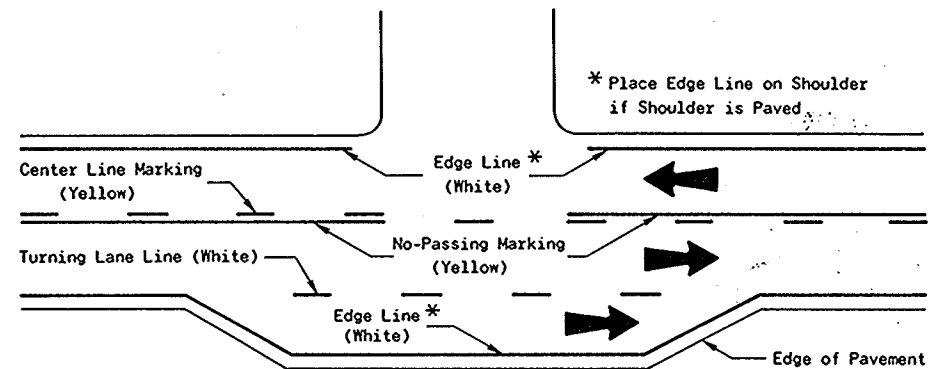 * Place Edge Line on Shoulder
if Shoulder is Paved
Edge Line *
(White)
Center Line Marking
(Yellow)
No-Passing Marking
(Yellow)
Turning Lane Line (White)
Edge Line *
(White)
Edge of Pavement